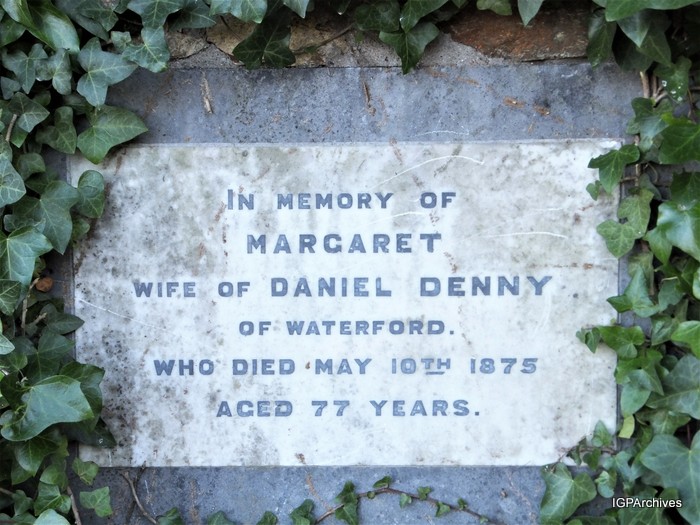 IN MEMORY OF
MARGARET
WIFE OF DANIEL DENNY
OF WATERFORD.
WHO DIED MAY 10TH 1875
AGED 77 YEARS.
IGPArchives